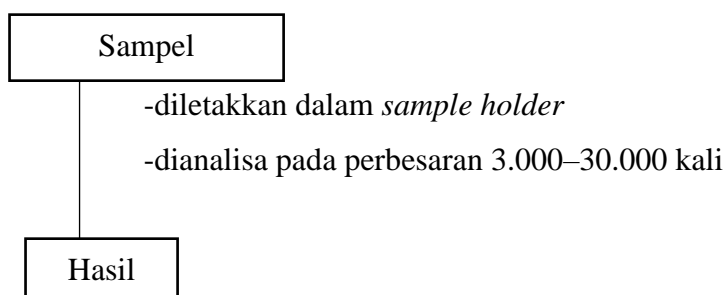 Sampel
-diletakkan dalam sample holder
-dianalisa pada perbesaran 3.000–30.000 kali
Hasil